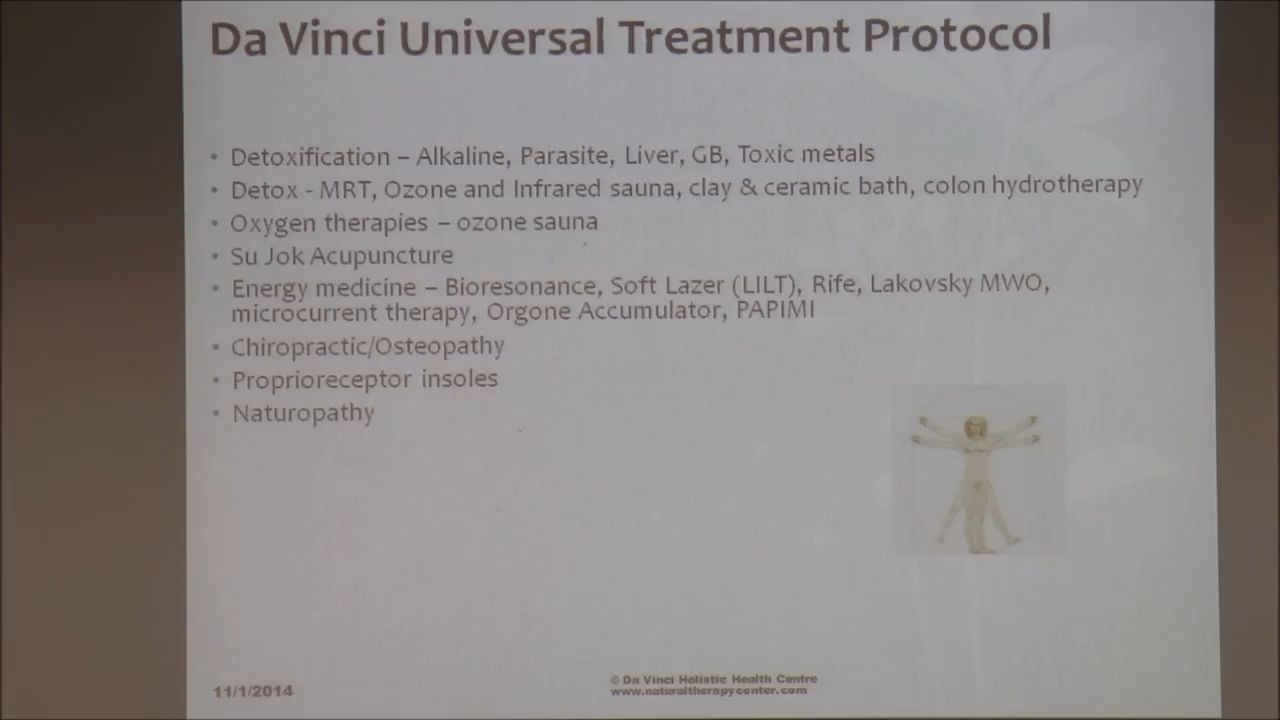 Da Vinci Universal Treatment Protocol
• Detoxification – Alkaline, Parasite, Liver, GB, Toxic metals
• Detox - MRT, Ozone and Infrared sauna, clay & ceramic bath, colon hydrotherapy
• Oxygen therapies – ozone sauna
• Su Jok Acupuncture
• Energy medicine – Bioresonance, Soft Lazer (LILT), Rife, Lakovsky MWO,
microcurrent therapy, Orgone Accumulator, PAPIMI
• Chiropractic/Osteopathy
• Proprioreceptor insoles
• Naturopathy
11/1/2014
© Da Vinci Holistic Health Centre
www.naturaltherapycenter.com